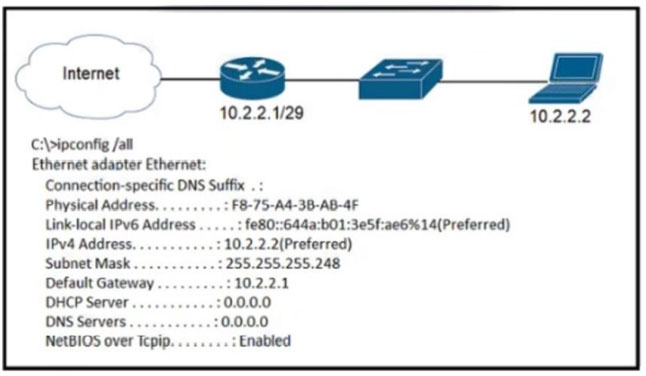 Internet
10.2.2.1/29
10.2.2.2
C:\>ipconfig /all
Ethernet adapter Ethernet:
Connection-specific DNS Suffix . :
Physical Address. . . . . . . . . : F8-75-A4-3B-AB-4F
Link-local IPv6 Address . . . . . : fe80::644a:b01:3e5f:ae6%14(Preferred)
IPv4 Address. . . . . . . . . . . : 10.2.2.2(Preferred)
Subnet Mask . . . . . . . . . . . : 255.255.255.248
Default Gateway . . . . . . . . . : 10.2.2.1
DHCP Server . . . . . . . . . . . : 0.0.0.0
DNS Servers . . . . . . . . . . . : 0.0.0.0
NetBIOS over Tcpip. . . . . . . . : Enabled